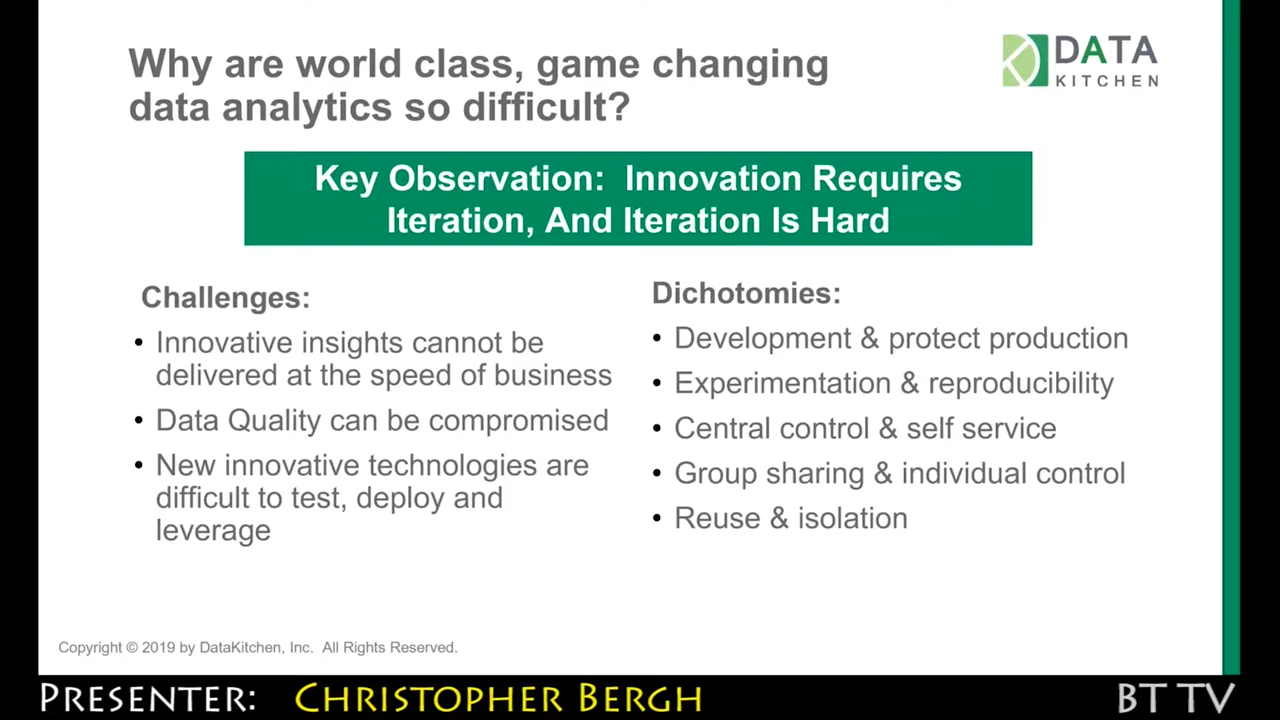 Why are world class, game changing
data analytics so difficult?
DATA
KITCHEN
Key Observation: Innovation Requires
Iteration, And Iteration Is Hard
Challenges:
• Innovative insights cannot be
delivered at the speed of business
• Data Quality can be compromised
• New innovative technologies are
difficult to test, deploy and
leverage
Dichotomies:
• Development & protect production
• Experimentation & reproducibility
• Central control & self service
• Group sharing & individual control
• Reuse & isolation
Copyright © 2019 by DataKitchen, Inc. All Rights Reserved.
PRESENTER: CHRISTOPHER BERGH
BT TV